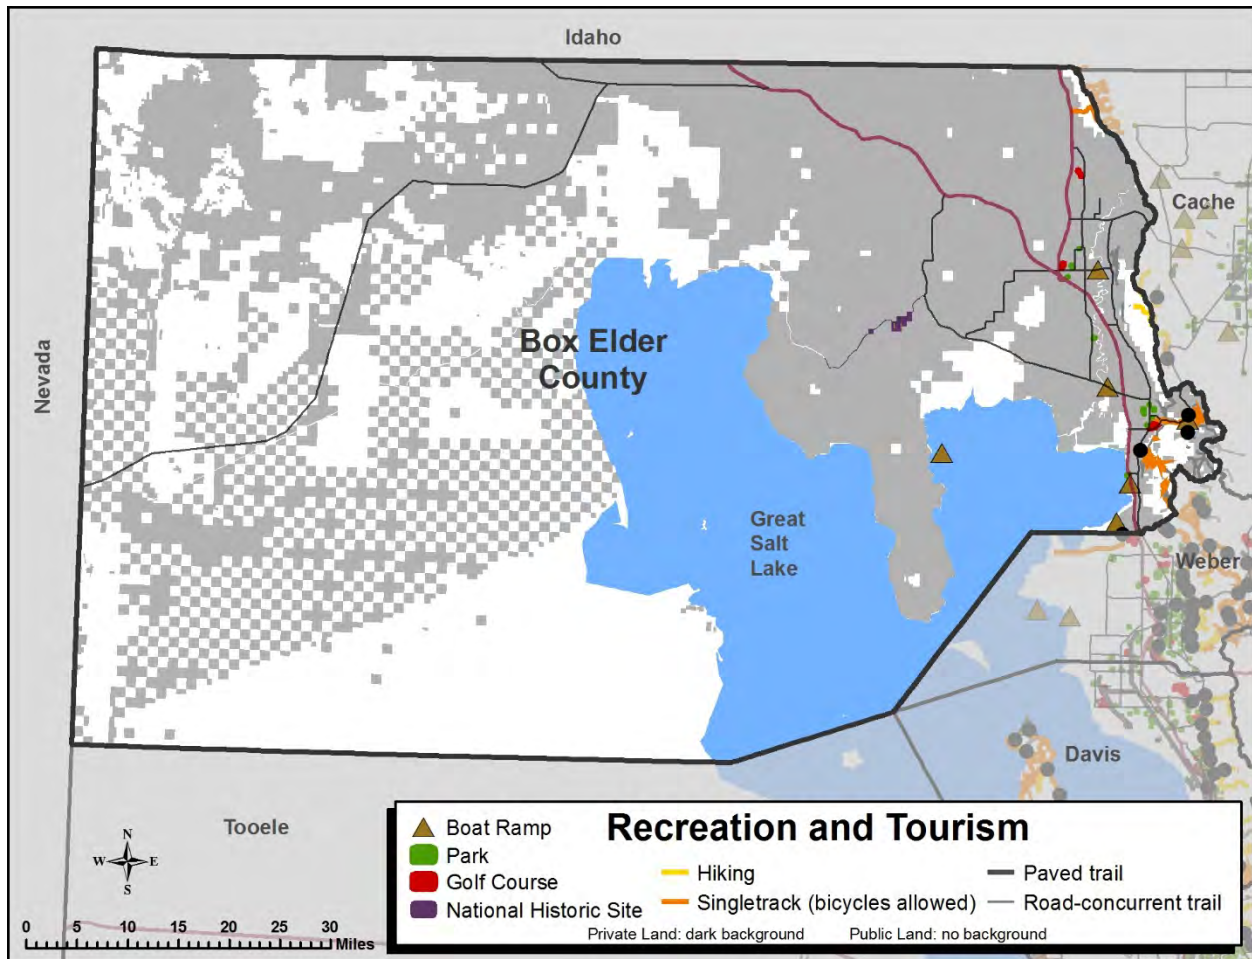 Idaho
Cache
Nevada
Box Elder
County
Great
Salt
Lake
Weber
Davis
Tooele
N
W
E
S
0 5 10 15 20 25 30
Miles
Recreation and Tourism
Boat Ramp
Park
Golf Course
National Historic Site
Hiking
Singletrack (bicycles allowed)
Paved trail
Road-concurrent trail
Private Land: dark background
Public Land: no background